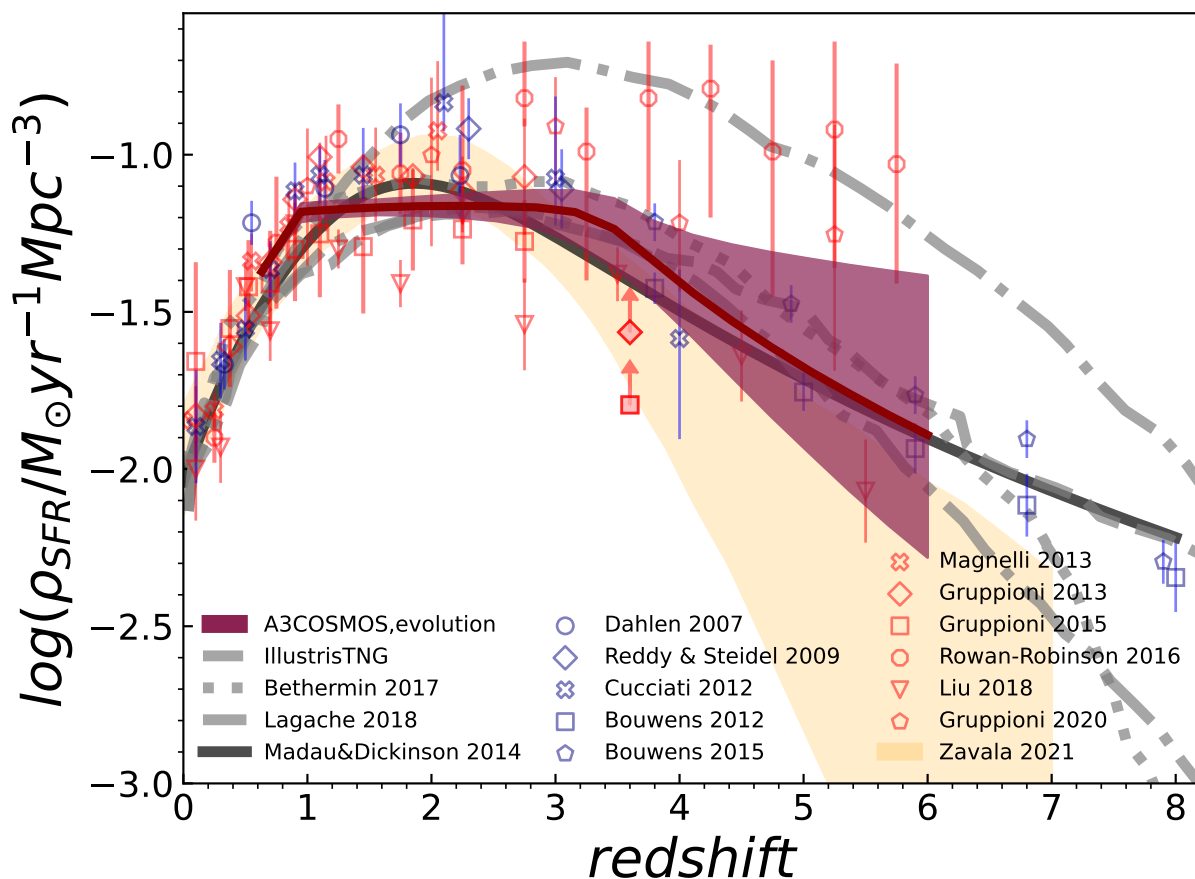 log(ρSFR/M⊙yr−1Mpc−3)
−1.0
−1.5
−2.0
−2.5
−3.0
A3COSMOS,evolution
IllustrisTNG
Bethermin 2017
Lagache 2018
Madau&Dickinson 2014
Dahlen 2007
Reddy & Steidel 2009
Cucciati 2012
Bouwens 2012
Bouwens 2015
Magnelli 2013
Gruppioni 2013
Gruppioni 2015
Rowan-Robinson 2016
Liu 2018
Gruppioni 2020
Zavala 2021
0 1 2 3 4 5 6 7 8
redshift